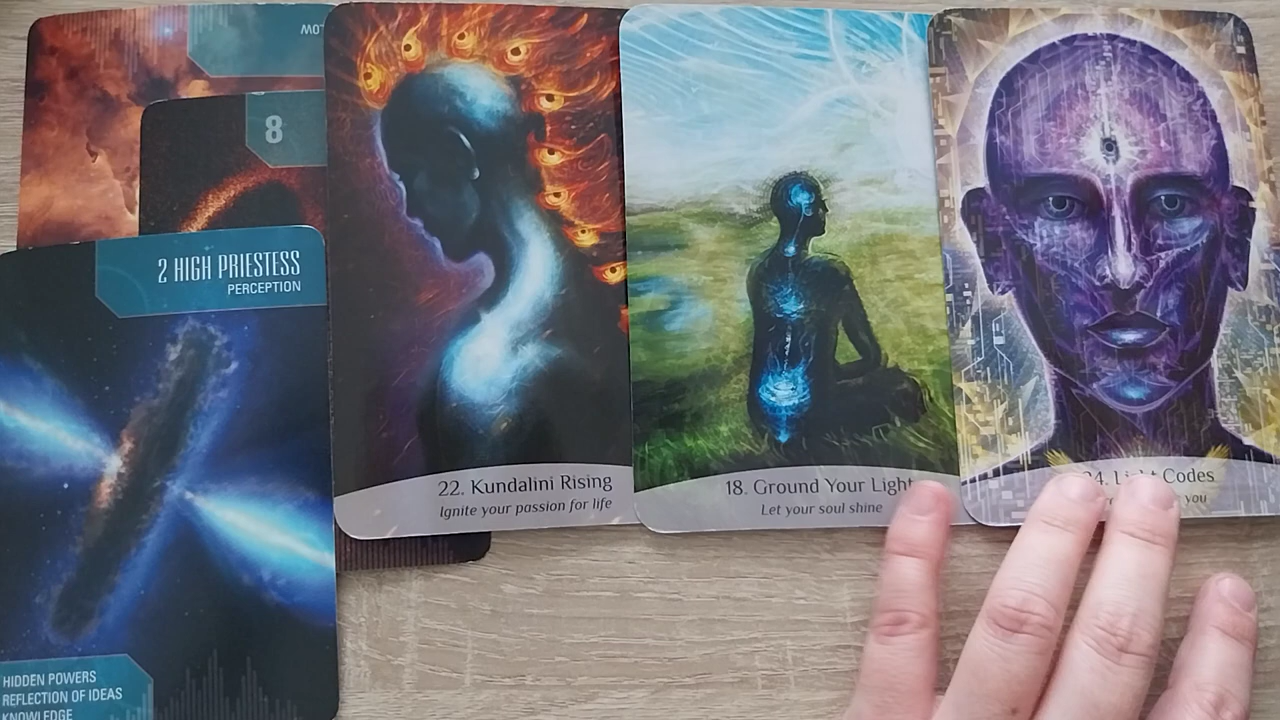 8
2 HIGH PRIESTESS
PERCEPTION
HIDDEN POWERS
REFLECTION OF IDEAS
KNOWLEDGE
22. Kundalini Rising
Ignite your passion for life
18. Ground Your Light
Let your soul shine
Codes
you